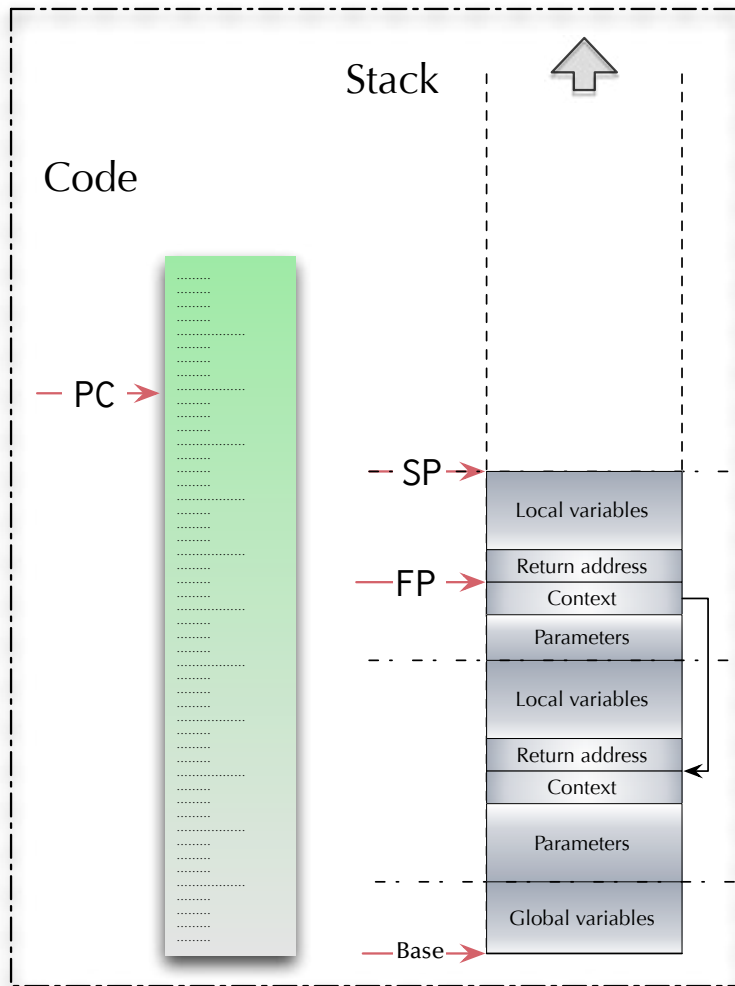 Stack
Code
PC
SP
Local variables
Return address
FP
Context
Parameters
Local variables
Return address
Context
Parameters
Global variables
Base